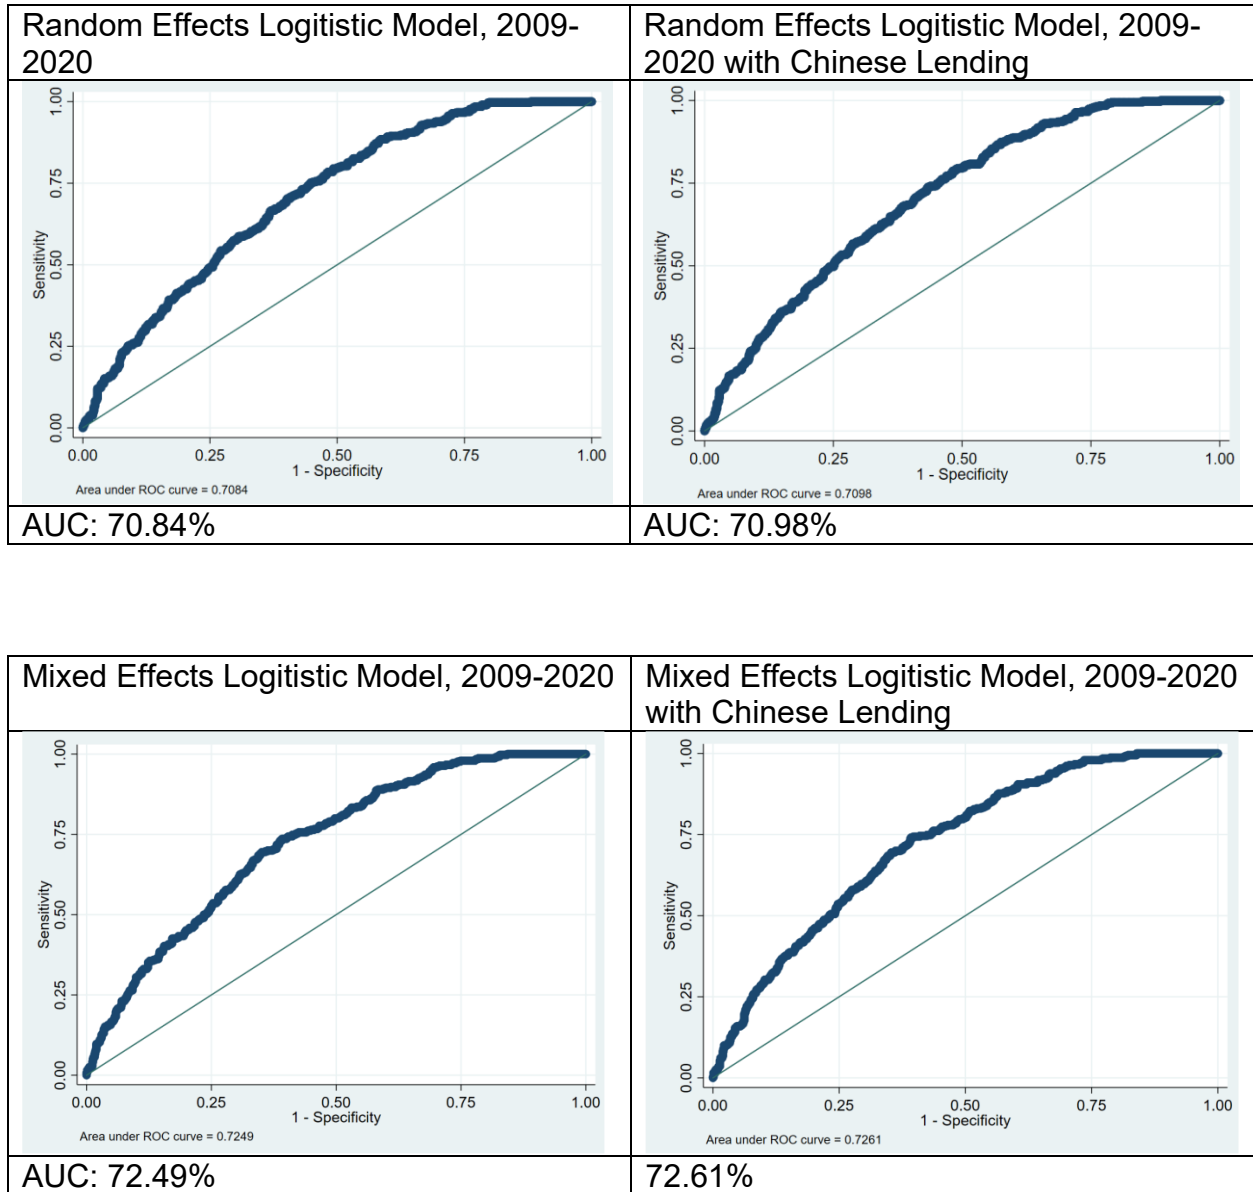 Random Effects Logitistic Model, 2009-
2020
Random Effects Logitistic Model, 2009-
2020 with Chinese Lending
1.00
0.75
0.50
0.25
0.00
Sensitivity
0.00 0.25 0.50 0.75 1.00
1 - Specificity
Area under ROC curve = 0.7084
1.00
0.75
0.50
0.25
0.00
Sensitivity
0.00 0.25 0.50 0.75 1.00
1 - Specificity
Area under ROC curve = 0.7098
AUC: 70.84%
AUC: 70.98%
Mixed Effects Logitistic Model, 2009-2020
Mixed Effects Logitistic Model, 2009-2020
with Chinese Lending
1.00
0.75
0.50
0.25
0.00
Sensitivity
0.00 0.25 0.50 0.75 1.00
1 - Specificity
Area under ROC curve = 0.7249
1.00
0.75
0.50
0.25
0.00
Sensitivity
0.00 0.25 0.50 0.75 1.00
1 - Specificity
Area under ROC curve = 0.7261
AUC: 72.49%
72.61%